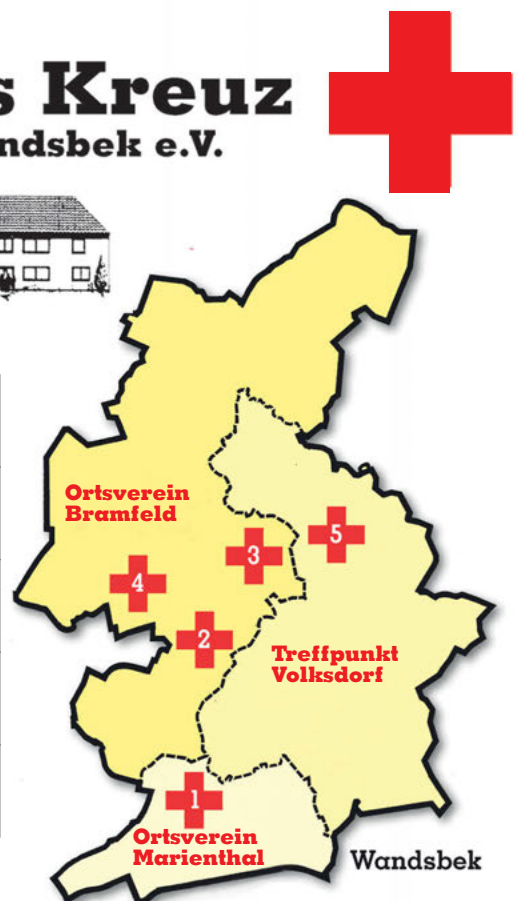 s Kreuz
ndsbek e.V.
Ortsverein
Bramfeld
5
3
4
2
Treffpunkt
Volksdorf
1
Ortsverein
Marienthal
Wandsbek